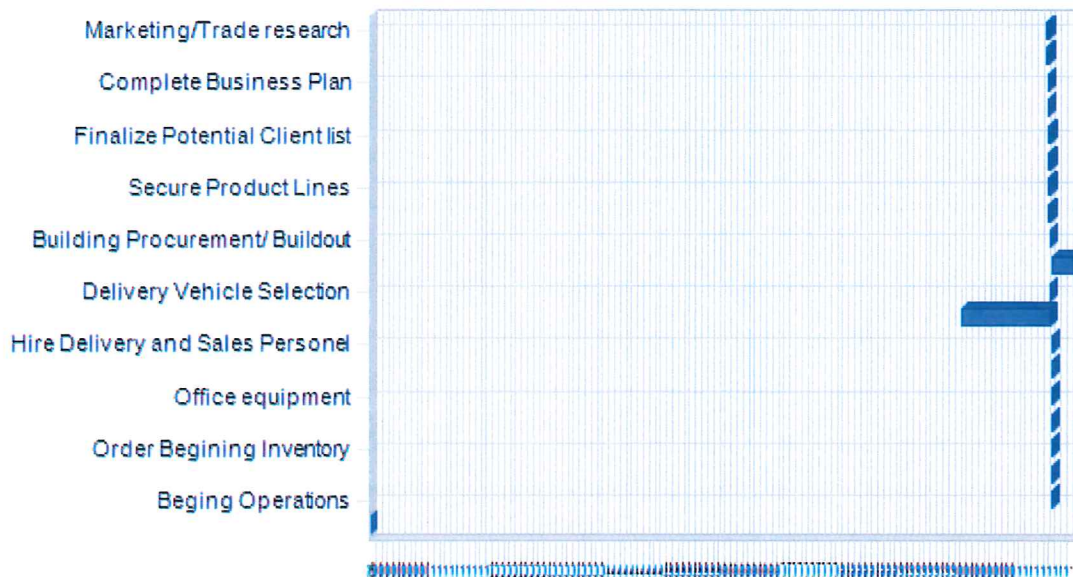 Marketing/Trade research
Complete Business Plan
Finalize Potential Client list
Secure Product Lines
Building Procurement/ Buildout
Delivery Vehicle Selection
Hire Delivery and Sales Personel
Office equipment
Order Begining Inventory
Beging Operations